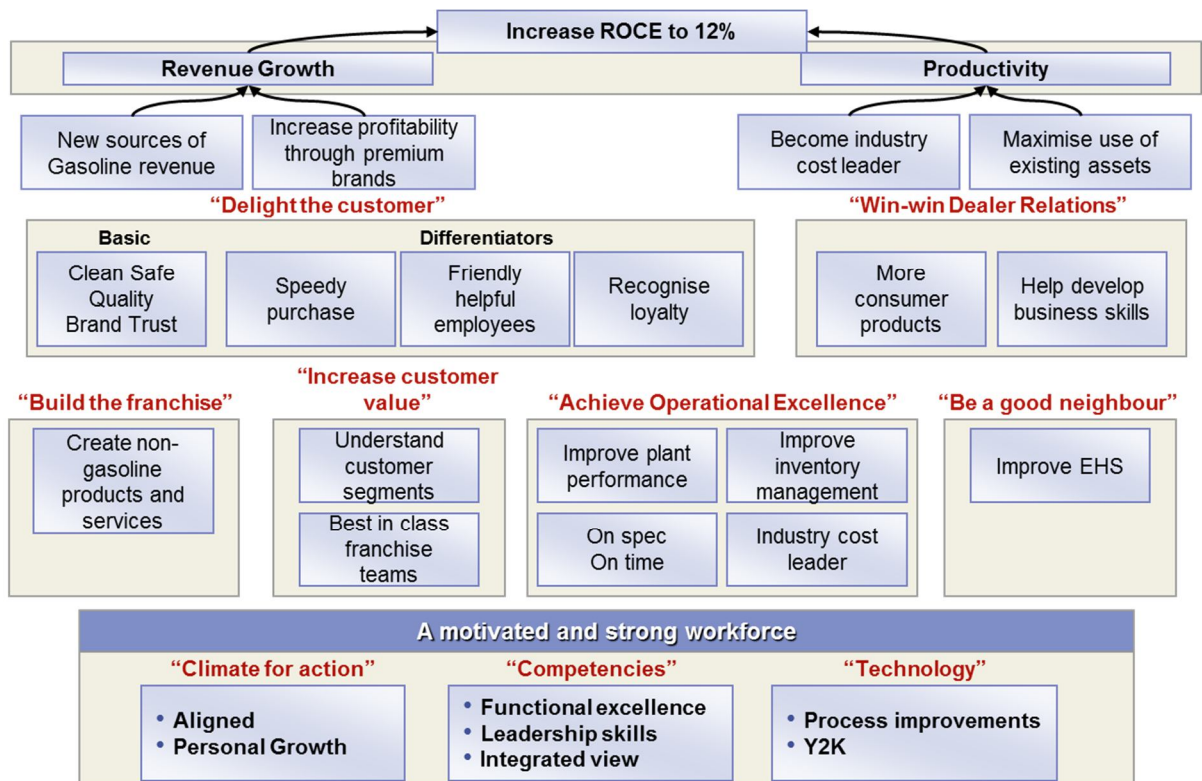 Increase ROCE to 12%
Revenue Growth
Productivity
New sources of
Gasoline revenue
Increase profitability
through premium
brands
Become industry
cost leader
Maximise use of
existing assets
“Delight the customer”
“Win-win Dealer Relations”
Basic
Differentiators
Clean Safe
Quality
Brand Trust
Speedy
purchase
Friendly
helpful
employees
Recognise
loyalty
More
consumer
products
Help develop
business skills
“Build the franchise”
“Increase customer
value”
“Achieve Operational Excellence”
“Be a good neighbour”
Create non-
gasoline
products and
services
Understand
customer
segments
Best in class
franchise
teams
Improve plant
performance
Improve
inventory
management
On spec
On time
Industry cost
leader
Improve EHS
A motivated and strong workforce
“Climate for action”
“Competencies”
“Technology”
• Aligned
• Personal Growth
• Functional excellence
• Leadership skills
• Integrated view
• Process improvements
• Y2K